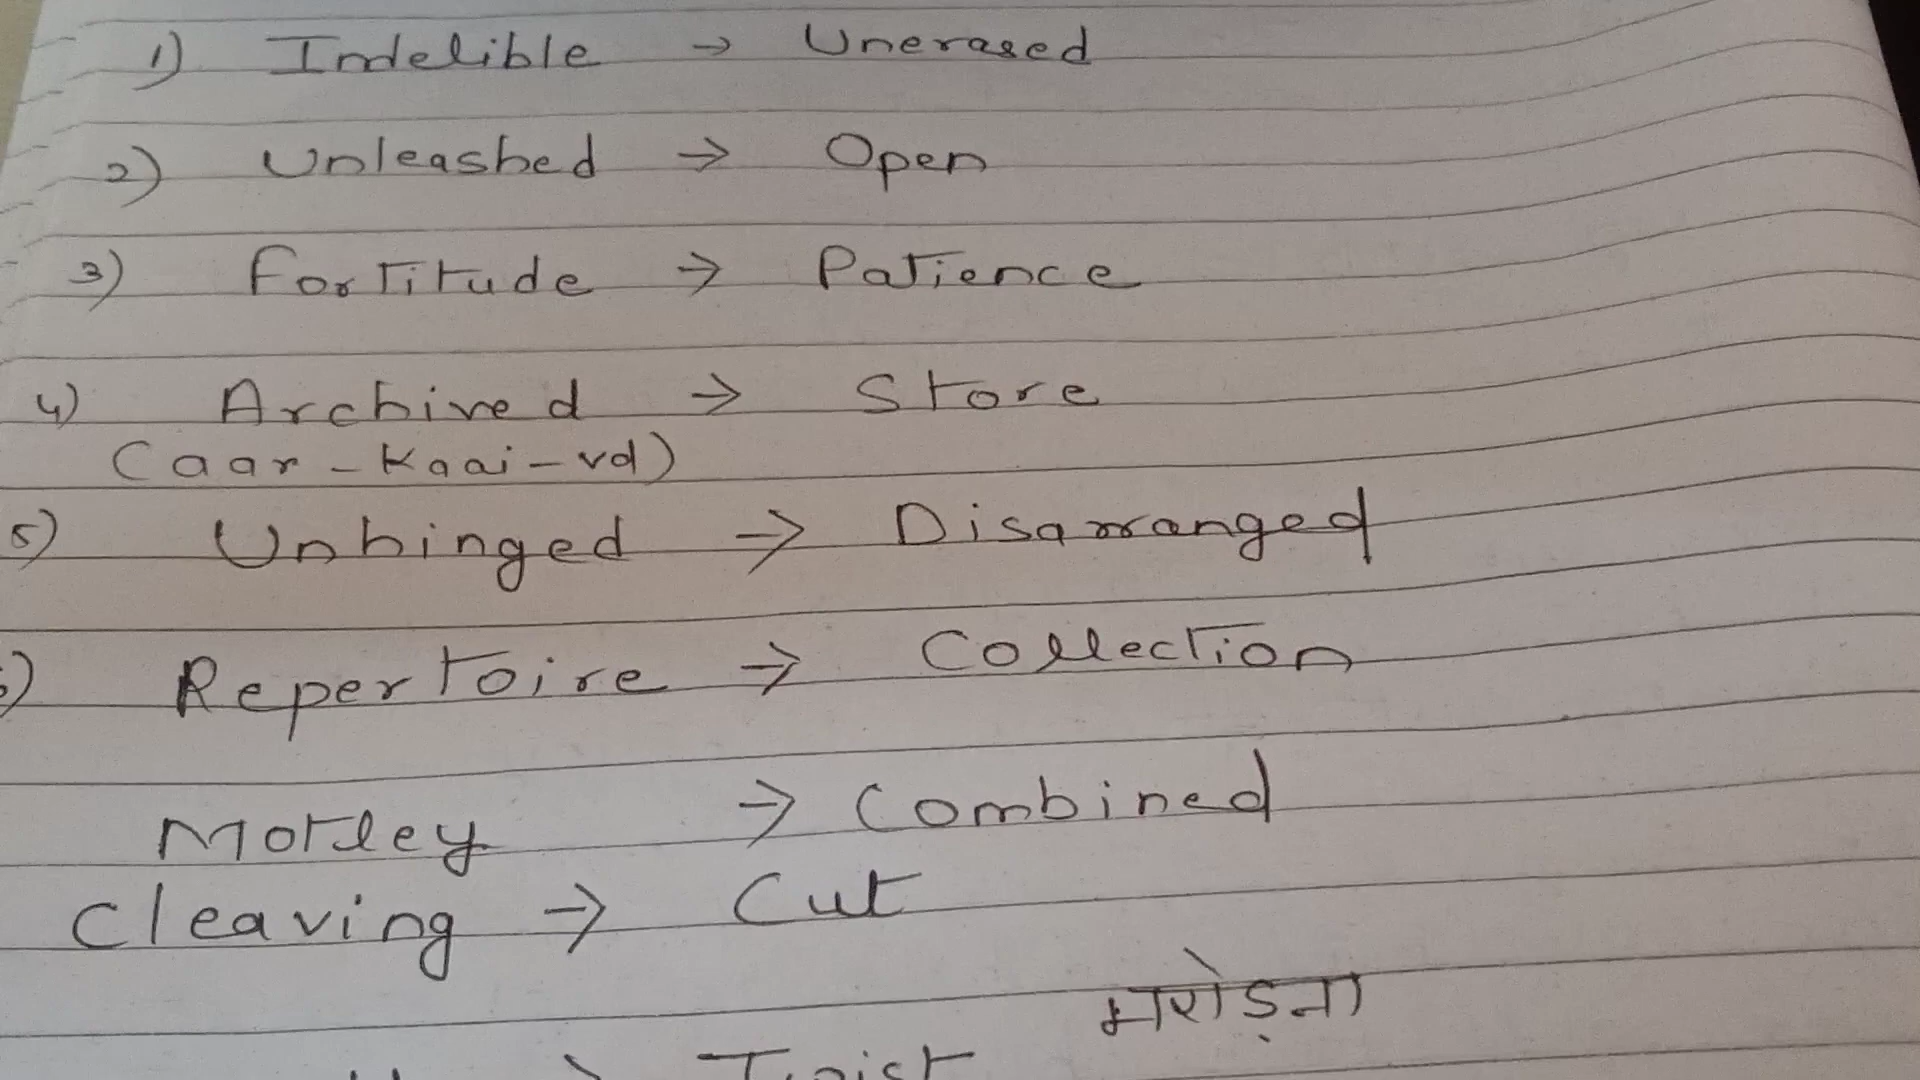 1) Indelible → Unerased
2) Unleashed → Open
3) Fortitude → Patience
4) Archived → Store
(aar-Kaai-vd)
5) Unhinged → Disarranged
) Repertoire → Collection
Motley → Combined
Cleaving → Cut
मरोड़ना
→ Twist